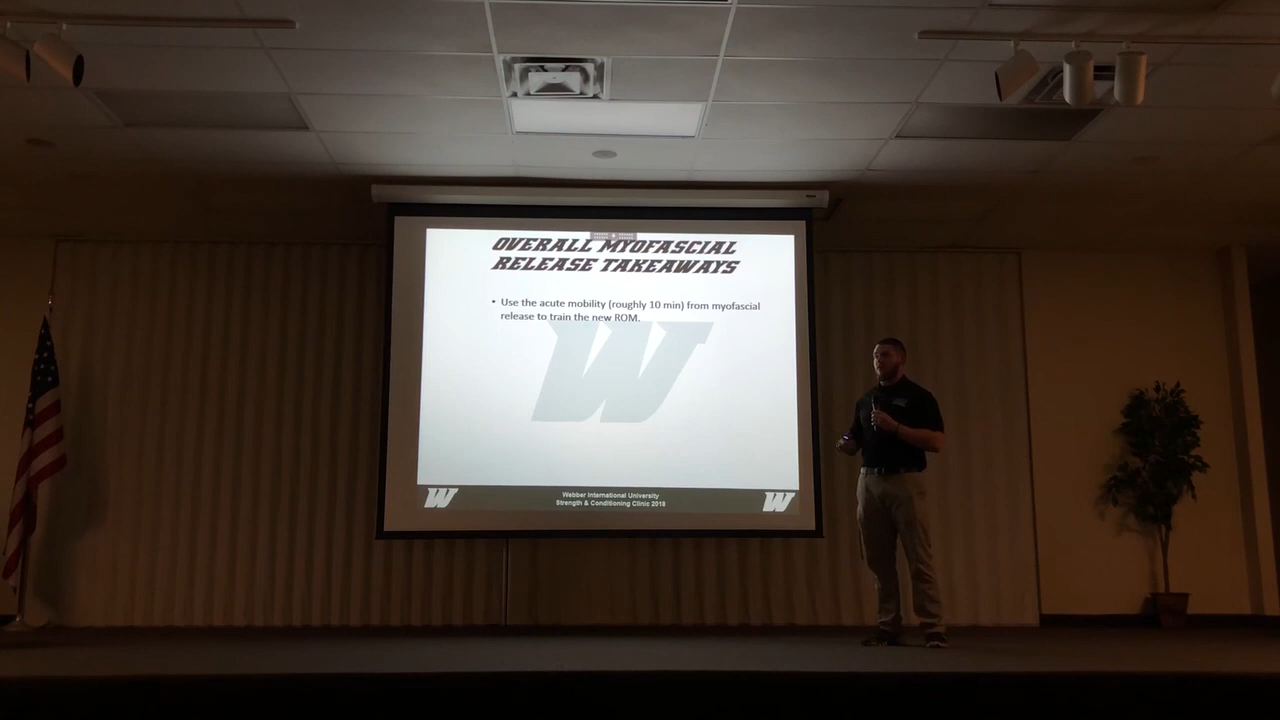 OVERALL MYOFASCIAL
RELEASE TAKEAWAYS
• Use the acute mobility (roughly 10 min) from myofascial
release to train the new ROM.
W
W
Webber International University
Strength & Conditioning Clinic 2018
W